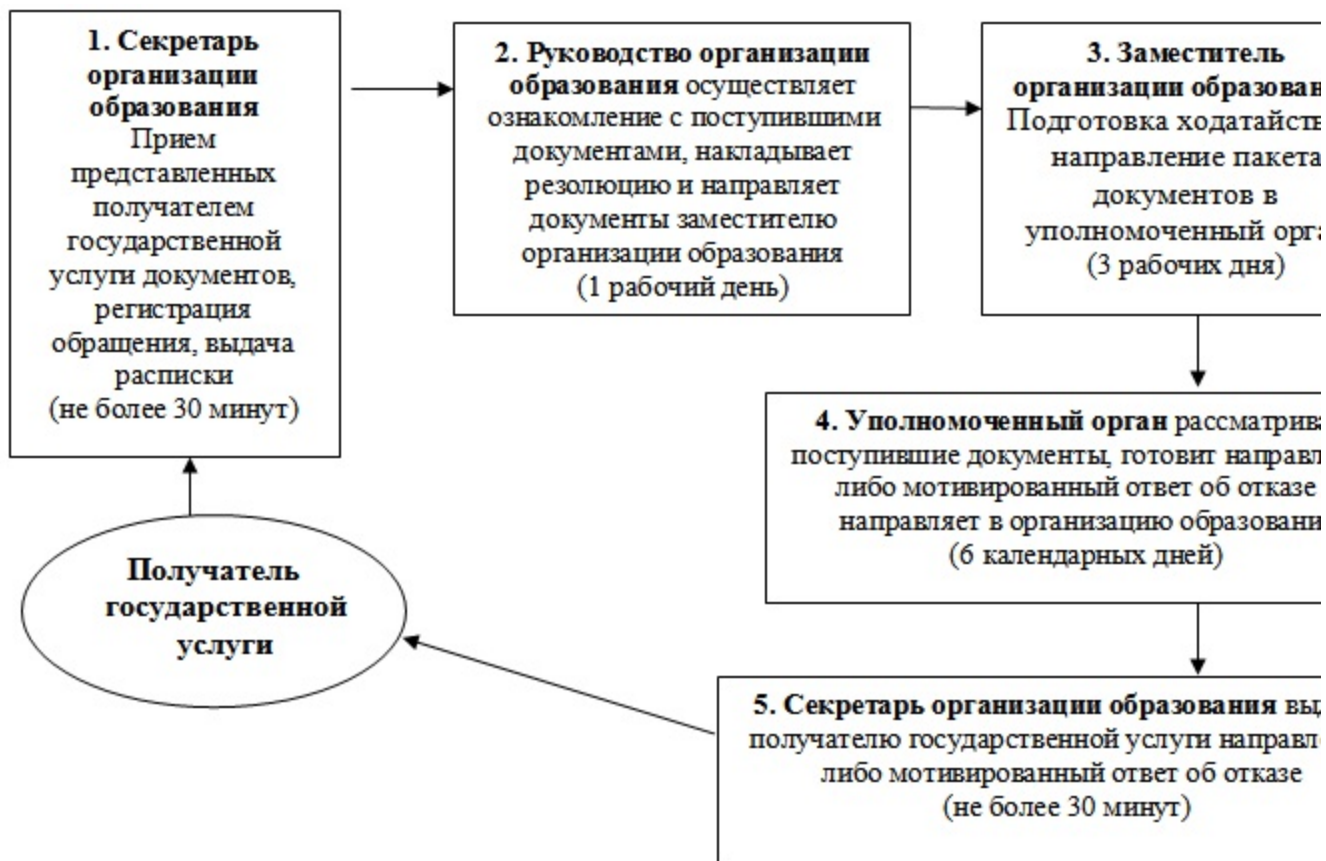 1. Секретарь
организации
образования
Прием
представленных
получателем
государственной
услуги документов,
регистрация
обращения, выдача
расписки
(не более 30 минут)
2. Руководство организации
образования осуществляет
ознакомление с поступившими
документами, накладывает
резолюцию и направляет
документы заместителю
организации образования
(1 рабочий день)
3. Заместитель
организации образован
Подготовка ходатайств
направление пакета
документов в
уполномоченный орга
(3 рабочих дня)
4. Уполномоченный орган рассматрива
поступившие документы, готовит направл
либо мотивированный ответ об отказе
направляет в организацию образовани
(6 календарных дней)
5. Секретарь организации образования выд
получателю государственной услуги направл
либо мотивированный ответ об отказе
(не более 30 минут)
Получатель
государственной
услуги